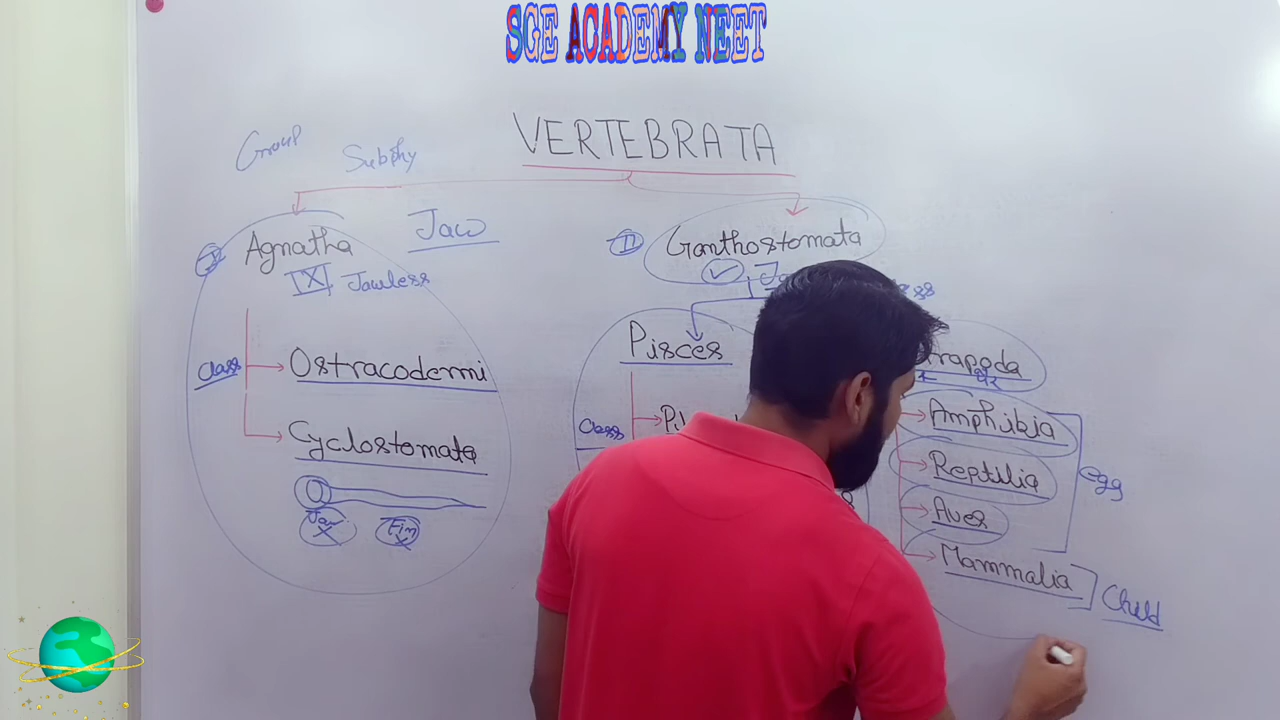 SGE ACADEMY NEET
VERTEBRATA
Group
Subphy
I
Agnatha
Jaw
X Jawless
II
Ganthostomata
Class
Ostracodermi
Cyclostomata
Jaw
Fin
Pisces
class
Amphibia
Reptilia
Aves
Mammalia
egg
Child